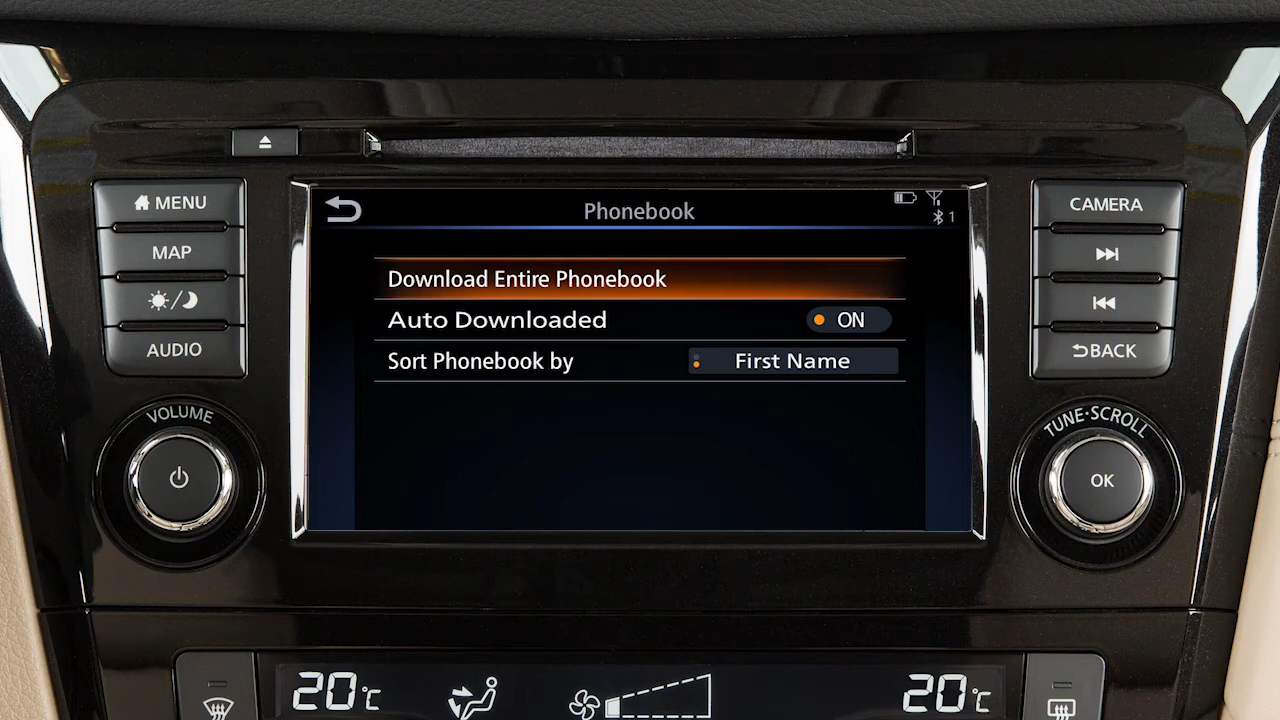 MENU
MAP
AUDIO
VOLUME
Phonebook
1
Download Entire Phonebook
Auto Downloaded
ON
Sort Phonebook by
First Name
CAMERA
BACK
TUNE·SCROLL
OK
20°C
20°C